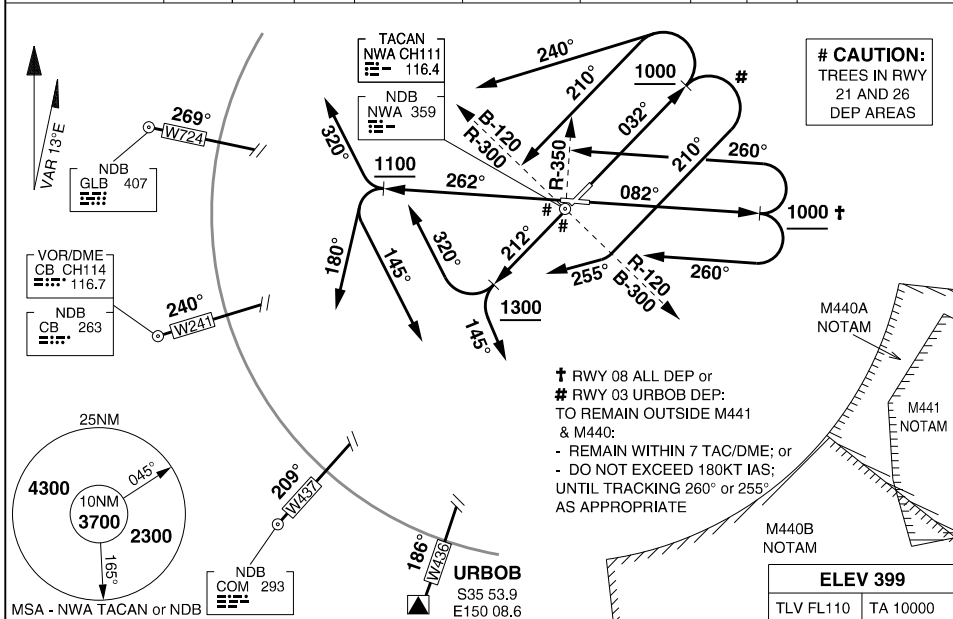 TACAN
NWA CH111
116.4
NDB
NWA 359
240°
210°
1000
#
# CAUTION:
TREES IN RWY
21 AND 26
DEP AREAS
VAR 13°E
269°
W724
NDB
GLB 407
320°
1100
262°
B-120
R-300
R-350
032°
210°
260°
082°
1000 †
#
#
180°
145°
320°
212°
255°
R-120
B-300
260°
1300
145°
VOR/DME
CB CH114
116.7
NDB
CB 263
240°
W241
M440A
NOTAM
M441
NOTAM
† RWY 08 ALL DEP or
# RWY 03 URBOB DEP:
TO REMAIN OUTSIDE M441
& M440:
- REMAIN WITHIN 7 TAC/DME; or
- DO NOT EXCEED 180KT IAS;
UNTIL TRACKING 260° or 255°
AS APPROPRIATE
25NM
4300
045°
10NM
3700
2300
165°
MSA - NWA TACAN or NDB
209°
W437
NDB
COM 293
186°
W436
URBOB
S35 53.9
E150 08.6
M440B
NOTAM
ELEV 399
TLV FL110
TA 10000